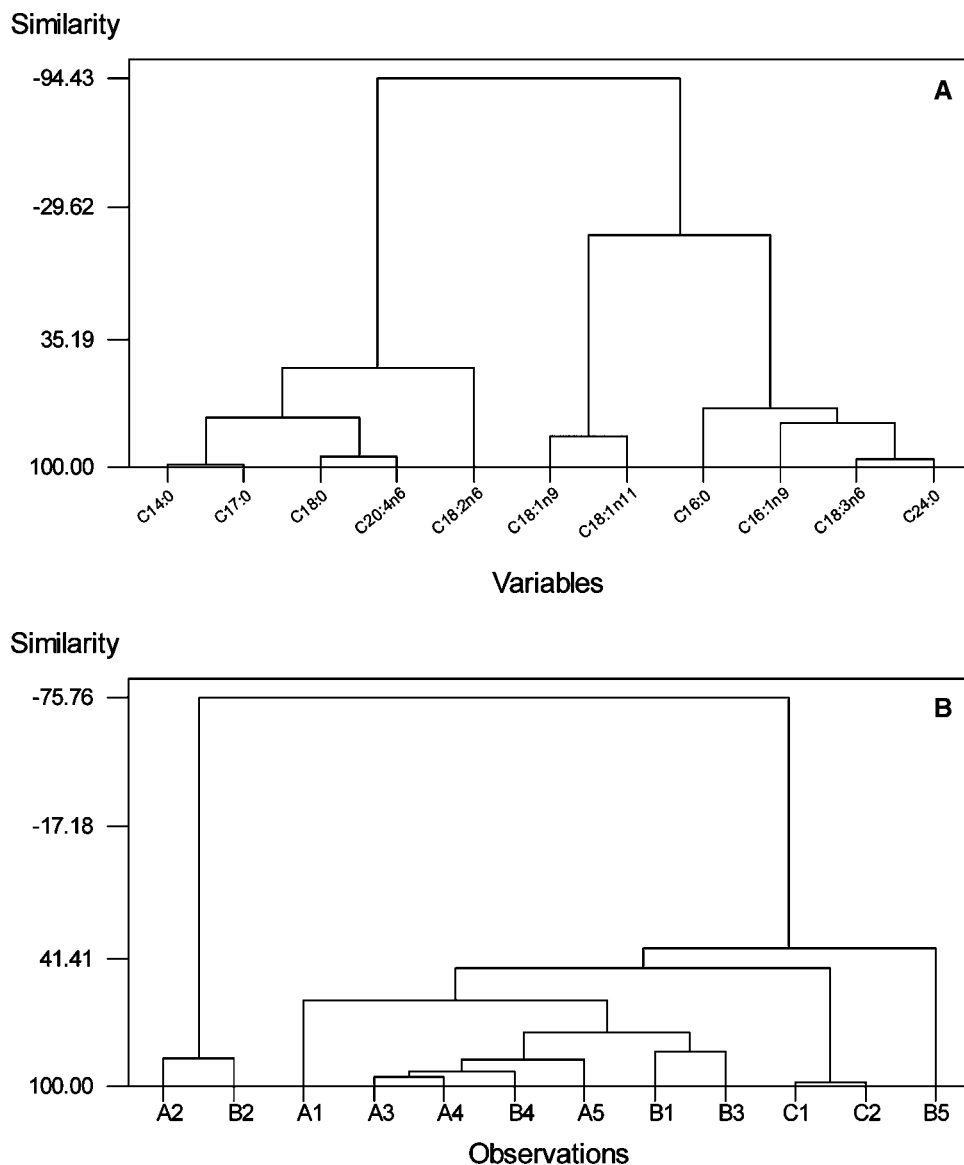 Similarity
A
-94.43
-29.62
35.19
100.00
C14:0 C17:0 C18:0 C20:4n6 C18:2n6 C18:1n9 C18:1n11 C16:0 C16:1n9 C18:3n6 C24:0
Variables
Similarity
B
-75.76
-17.18
41.41
100.00
A2 B2 A1 A3 A4 B4 A5 B1 B3 C1 C2 B5
Observations